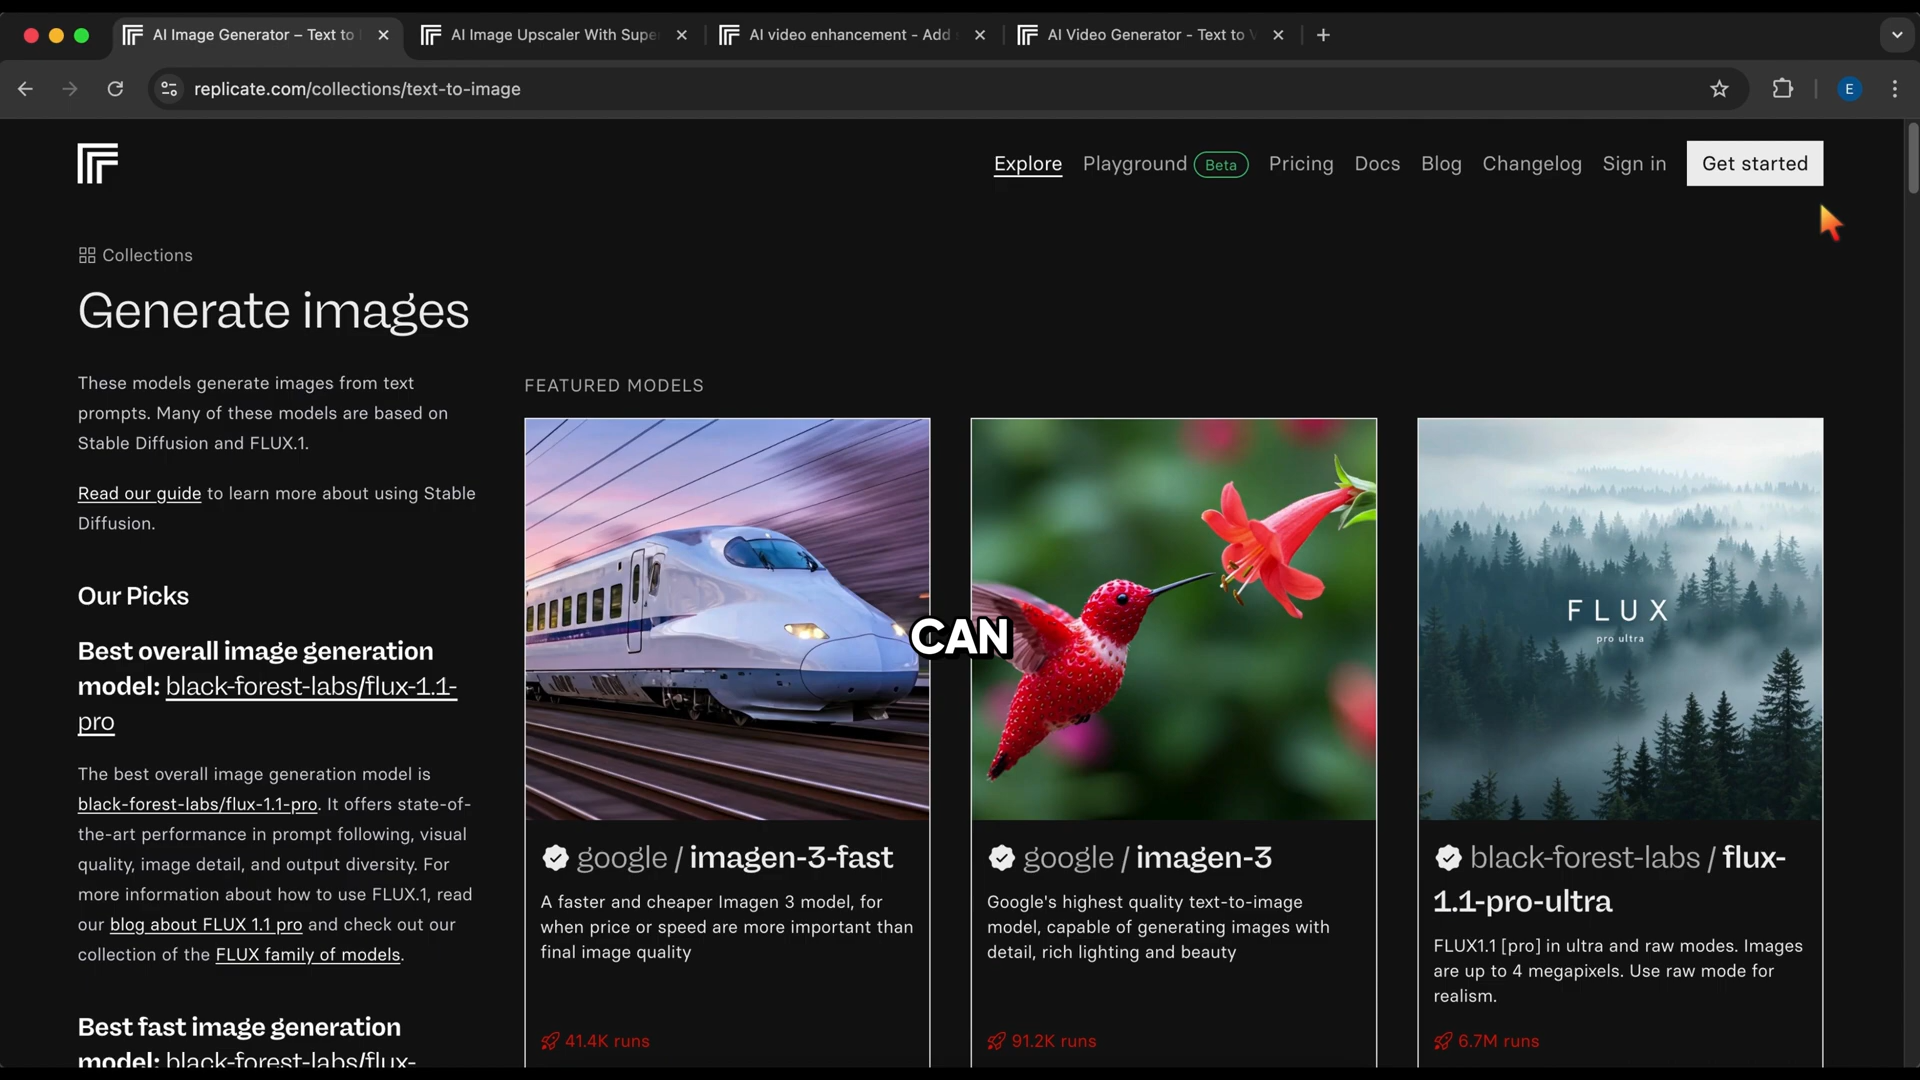 AI Image Generator – Text to
AI Image Upscaler With Supe
AI video enhancement - Add
AI Video Generator - Text to V
replicate.com/collections/text-to-image
E
Explore
Playground Beta
Pricing
Docs
Blog
Changelog
Sign in
Get started
Collections
Generate images
These models generate images from text
prompts. Many of these models are based on
Stable Diffusion and FLUX.1.
Read our guide to learn more about using Stable
Diffusion.
Our Picks
Best overall image generation
model: black-forest-labs/flux-1.1-
pro
The best overall image generation model is
black-forest-labs/flux-1.1-pro. It offers state-of-
the-art performance in prompt following, visual
quality, image detail, and output diversity. For
more information about how to use FLUX.1, read
our blog about FLUX 1.1 pro and check out our
collection of the FLUX family of models.
Best fast image generation
model: black-forest-labs/flux-
FEATURED MODELS
google / imagen-3-fast
A faster and cheaper Imagen 3 model, for
when price or speed are more important than
final image quality
41.4K runs
CAN
google / imagen-3
Google's highest quality text-to-image
model, capable of generating images with
detail, rich lighting and beauty
91.2K runs
FLUX
pro ultra
black-forest-labs / flux-
1.1-pro-ultra
FLUX1.1 [pro] in ultra and raw modes. Images
are up to 4 megapixels. Use raw mode for
realism.
6.7M runs